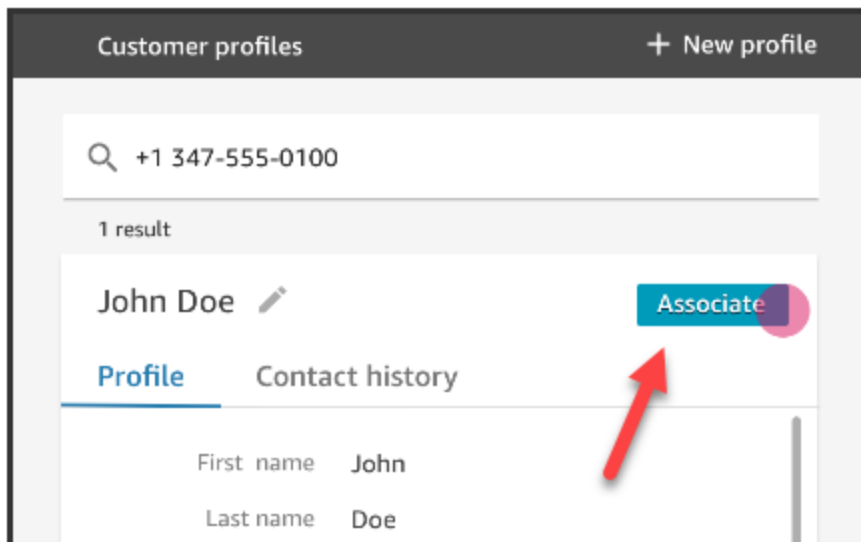 Customer profiles + New profile
+1 347-555-0100
1 result
John Doe Associate
Profile Contact history
First name John
Last name Doe